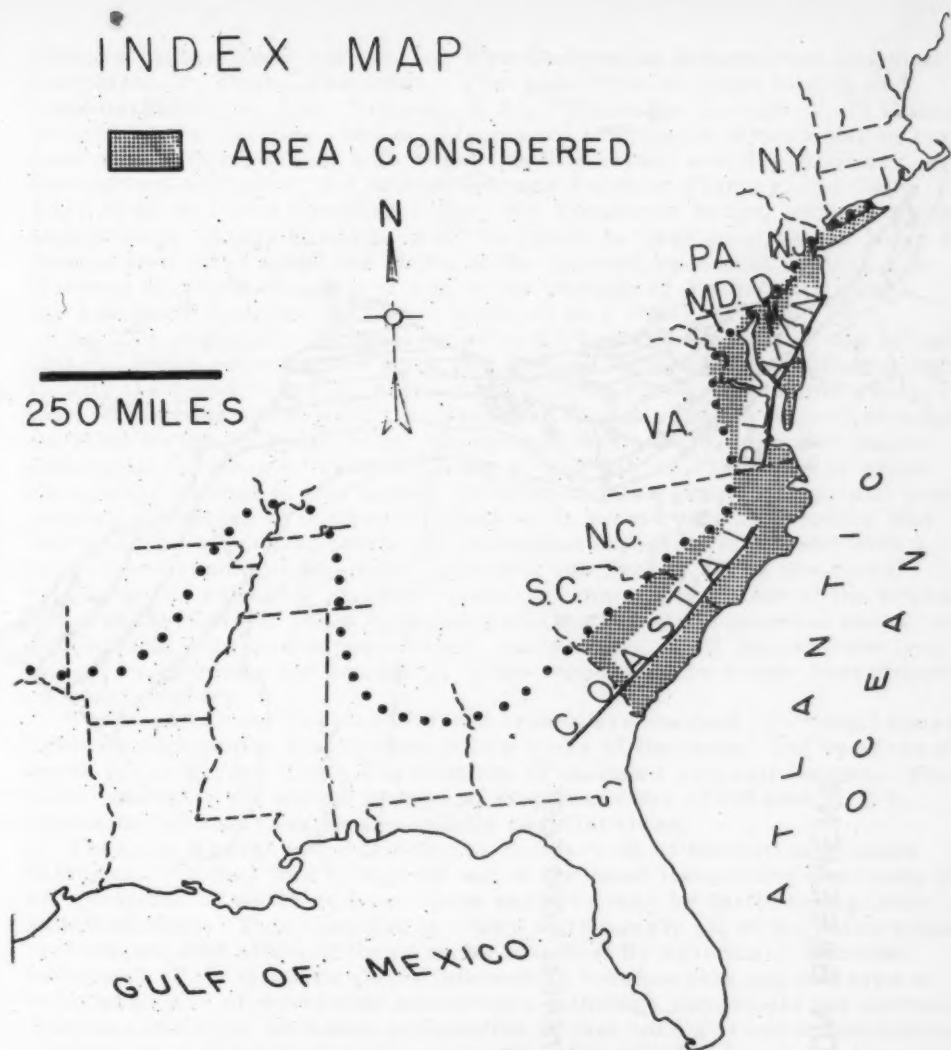 INDEX MAP
AREA CONSIDERED
N
250 MILES
N.Y.
PA.
N.J.
MD.
D.
VA.
N.C.
S.C.
COASTAL PLAIN
ATLANTIC
OCEAN
GULF OF MEXICO